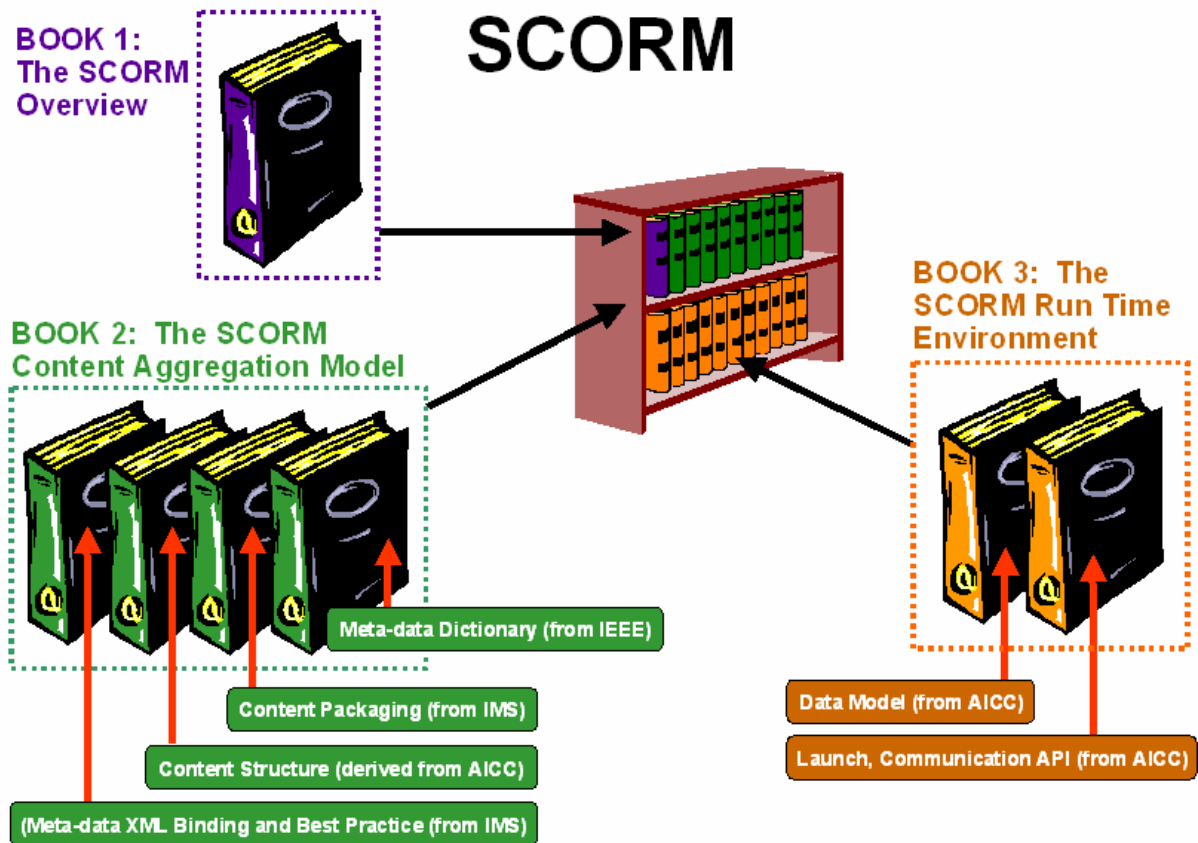 SCORM
BOOK 1:
The SCORM
Overview
BOOK 2:  The SCORM
Content Aggregation Model
BOOK 3:  The
SCORM Run Time
Environment
Meta-data Dictionary (from IEEE)
Content Packaging (from IMS)
Content Structure (derived from AICC)
(Meta-data XML Binding and Best Practice (from IMS)
Data Model (from AICC)
Launch, Communication API (from AICC)